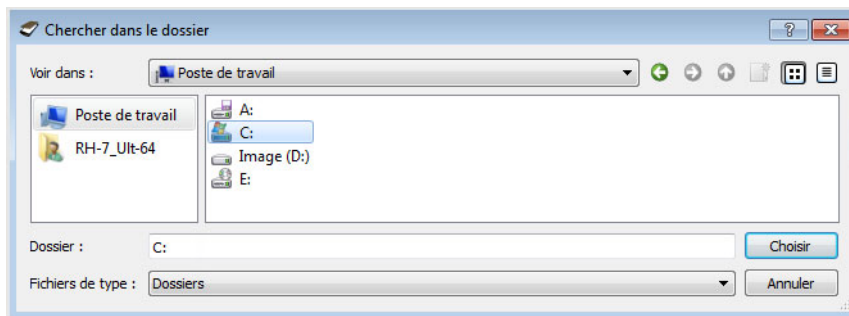 Chercher dans le dossier
Voir dans :
Poste de travail
Poste de travail
RH-7_Ult-64
A:
C:
Image (D:)
E:
Dossier :
C:
Choisir
Fichiers de type :
Dossiers
Annuler